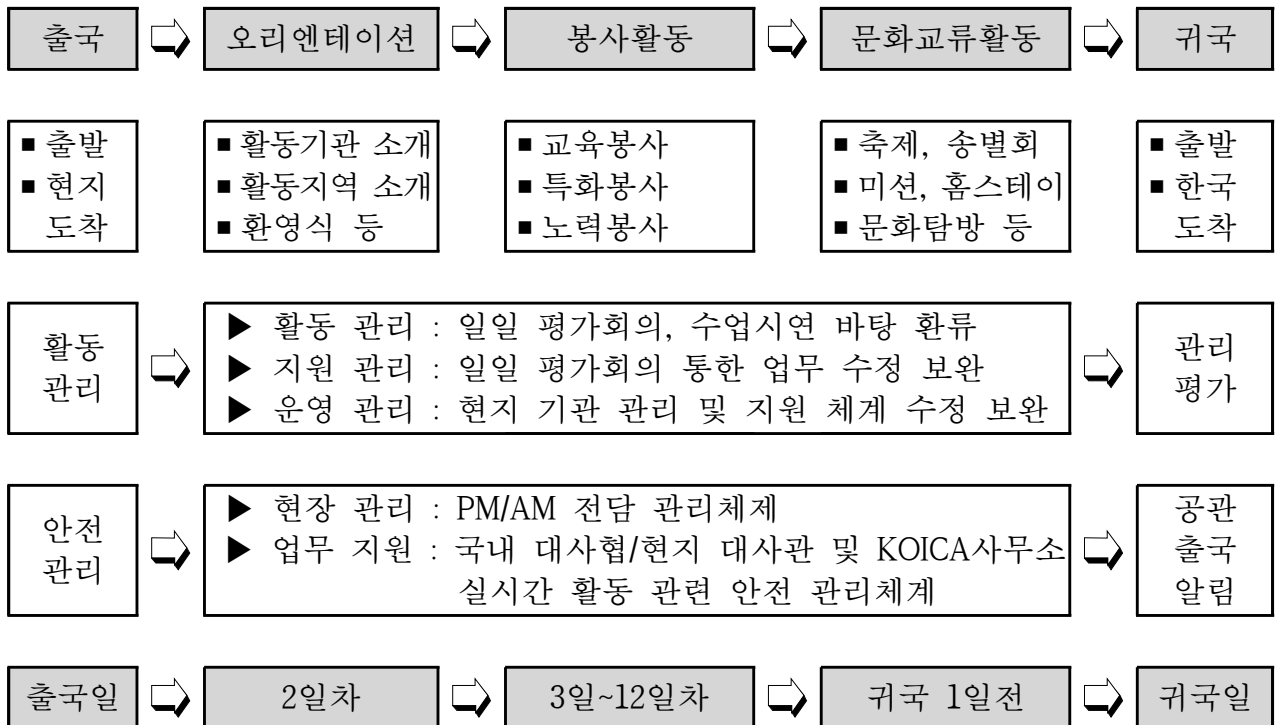 출국 오리엔테이션 봉사활동 문화교류활동 귀국
▪ 출발
▪ 현지
도착
▪ 활동기관 소개
▪ 활동지역 소개
▪ 환영식 등
▪ 교육봉사
▪ 특화봉사
▪ 노력봉사
▪ 축제, 송별회
▪ 미션, 홈스테이
▪ 문화탐방 등
▪ 출발
▪ 한국
도착
활동
관리
▶ 활동 관리 : 일일 평가회의, 수업시연 바탕 환류
▶ 지원 관리 : 일일 평가회의 통한 업무 수정 보완
▶ 운영 관리 : 현지 기관 관리 및 지원 체계 수정 보완
관리
평가
안전
관리
▶ 현장 관리 : PM/AM 전담 관리체제
▶ 업무 지원 : 국내 대사협/현지 대사관 및 KOICA사무소
실시간 활동 관련 안전 관리체계
공관
출국
알림
출국일 2일차 3일~12일차 귀국 1일전 귀국일